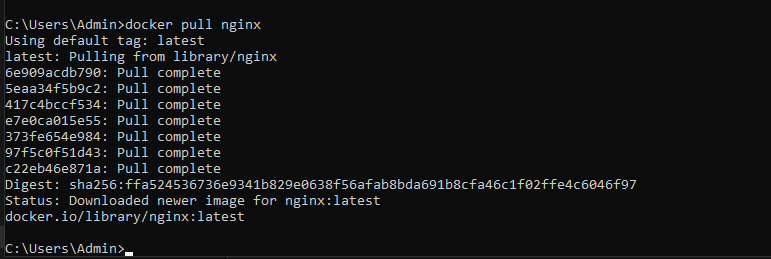 C:\Users\Admin>docker pull nginx
Using default tag: latest
latest: Pulling from library/nginx
6e909acdb790: Pull complete
5eaa34f5b9c2: Pull complete
417c4bccf534: Pull complete
e7e0ca015e55: Pull complete
373fe654e984: Pull complete
97f5c0f51d43: Pull complete
c22eb46e871a: Pull complete
Digest: sha256:ffa524536736e9341b829e0638f56afab8bda691b8cfa46c1f02ffe4c6046f97
Status: Downloaded newer image for nginx:latest
docker.io/library/nginx:latest
C:\Users\Admin>